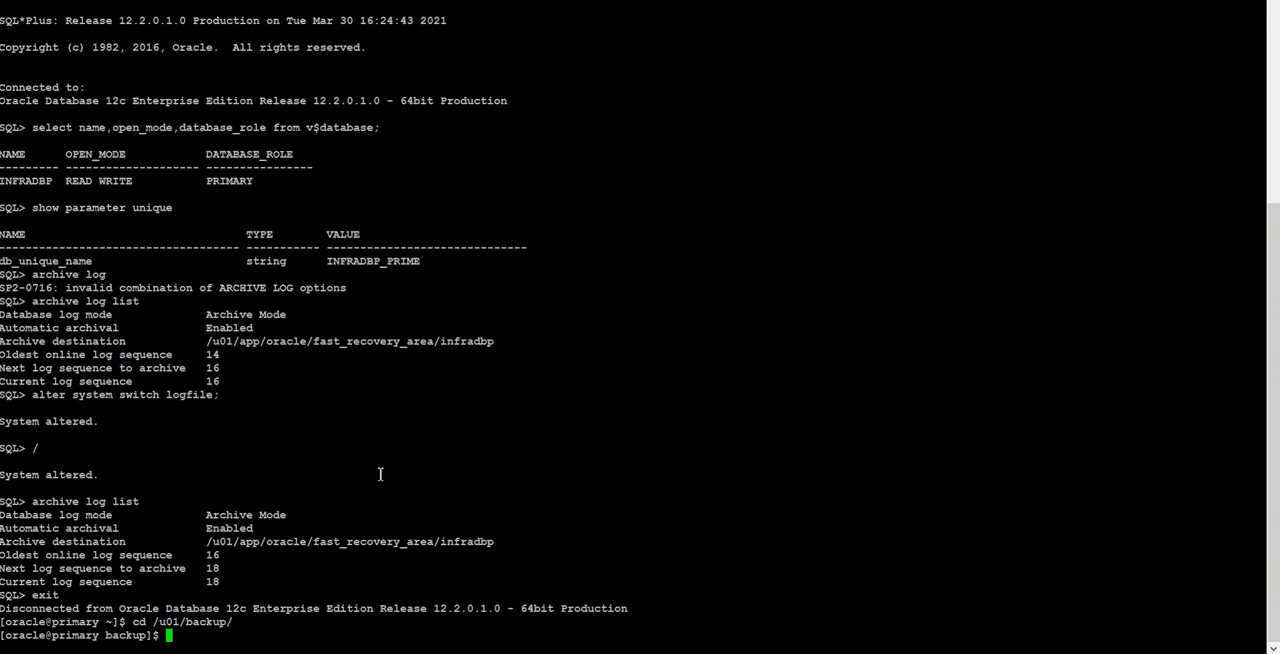 SQL*Plus: Release 12.2.0.1.0 Production on Tue Mar 30 16:24:43 2021
Copyright (c) 1982, 2016, Oracle.  All rights reserved.
Connected to:
Oracle Database 12c Enterprise Edition Release 12.2.0.1.0 - 64bit Production
SQL> select name,open_mode,database_role from v$database;
NAME      OPEN_MODE            DATABASE_ROLE
--------- -------------------- ----------------
INFRADBP  READ WRITE           PRIMARY
SQL> show parameter unique
NAME                                 TYPE        VALUE
------------------------------------ ----------- ------------------------------
db_unique_name                       string      INFRADBP_PRIME
SQL> archive log
SP2-0716: invalid combination of ARCHIVE LOG options
SQL> archive log list
Database log mode              Archive Mode
Automatic archival             Enabled
Archive destination            /u01/app/oracle/fast_recovery_area/infradbp
Oldest online log sequence     14
Next log sequence to archive   16
Current log sequence           16
SQL> alter system switch logfile;
System altered.
SQL> /
System altered.
SQL> archive log list
Database log mode              Archive Mode
Automatic archival             Enabled
Archive destination            /u01/app/oracle/fast_recovery_area/infradbp
Oldest online log sequence     16
Next log sequence to archive   18
Current log sequence           18
SQL> exit
Disconnected from Oracle Database 12c Enterprise Edition Release 12.2.0.1.0 - 64bit Production
[oracle@primary ~]$ cd /u01/backup/
[oracle@primary backup]$